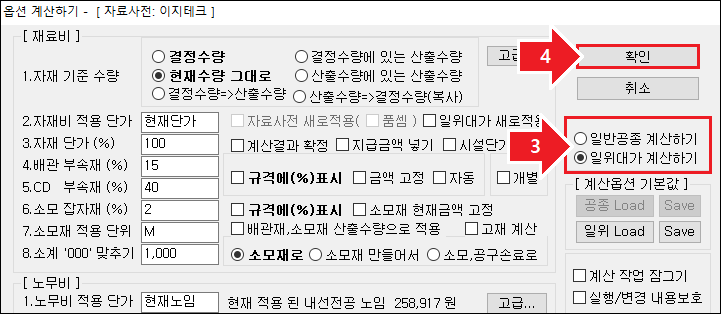 옵션 계산하기 - [ 자료사전: 이지테크 ]
[ 재료비 ]
1.자재 기준 수량
결정수량
결정수량에 있는 산출수량
현재수량 그대로
산출수량에 있는 산출수량
결정수량=>산출수량
산출수량=>결정수량(복사)
고급
2.자재비 적용 단가
현재단가
자료사전 새로적용(
품셈 )
일위대가 새로적용
3.자재 단가 (%)
100
계산결과 확정
지급금액 넣기
시설단가
4.배관 부속재 (%)
15
5.CD 부속재 (%)
40
규격에(%)표시
금액 고정
자동
개별
6.소모 잡자재 (%)
2
규격에(%)표시
소모재 현재금액 고정
7.소모재 적용 단위
M
배관재,소모재 산출수량으로 적용
고재 계산
8.소계 '000' 맞추기
1,000
소모재로
소모재 만들어서
소모,공구손료로
[ 노무비 ]
1.노무비 적용 단가
현재노임
현재 적용 된 내선전공 노임 258,917 원
고급...
4
확인
취소
3
일반공종 계산하기
일위대가 계산하기
[ 계산옵션 기본값 ]
공종 Load
Save
일위 Load
Save
계산 작업 잠그기
실행/변경 내용보호